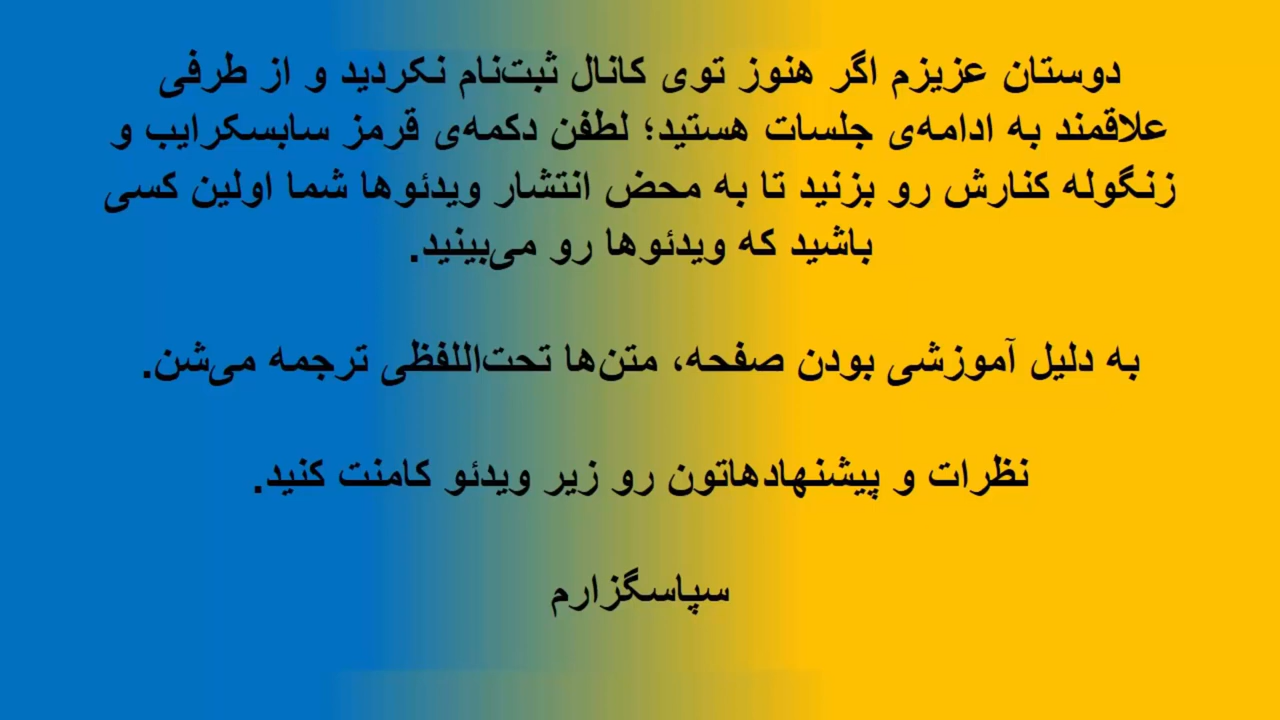 دوستان عزیزم اگر هنوز توی کانال ثبت‌نام نکردید و از طرفی
علاقمند به ادامه‌ی جلسات هستید؛ لطفن دکمه‌ی قرمز سابسکرایب و
زنگوله کنارش رو بزنید تا به محض انتشار ویدئوها شما اولین کسی
باشید که ویدئوها رو می‌بینید.
به دلیل آموزشی بودن صفحه، متن‌ها تحت‌اللفظی ترجمه می‌شن.
نظرات و پیشنهادهاتون رو زیر ویدئو کامنت کنید.
سپاسگزارم